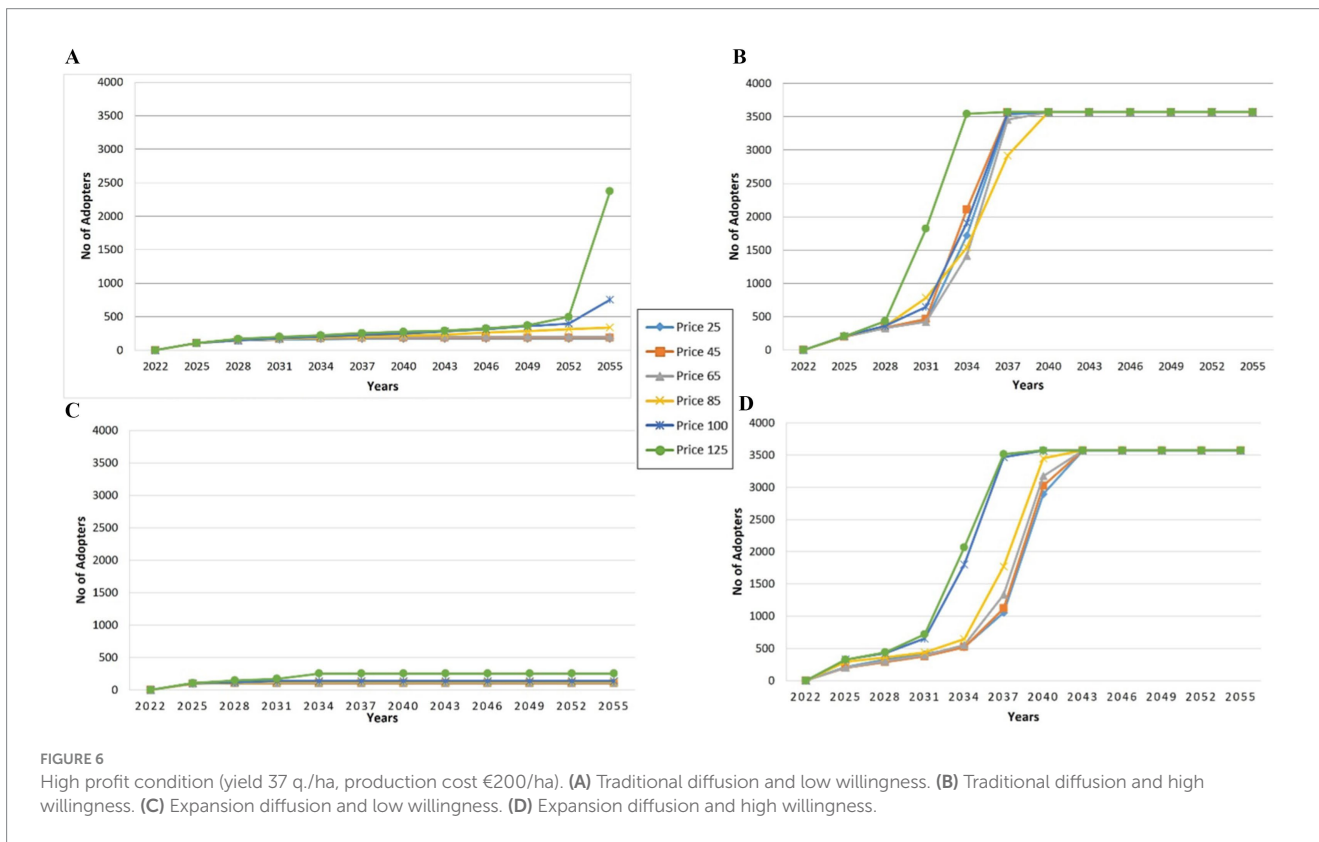 A
4000
3500
3000
2500
2000
1500
1000
500
0
No of Adopters
2022 2025 2028 2031 2034 2037 2040 2043 2046 2049 2052 2055
Years
B
4000
3500
3000
2500
2000
1500
1000
500
0
No of Adopters
2022 2025 2028 2031 2034 2037 2040 2043 2046 2049 2052 2055
Years
Price 25
Price 45
Price 65
Price 85
Price 100
Price 125
C
4000
3500
3000
2500
2000
1500
1000
500
0
No of Adopters
2022 2025 2028 2031 2034 2037 2040 2043 2046 2049 2052 2055
Years
D
4000
3500
3000
2500
2000
1500
1000
500
0
No of Adopters
2022 2025 2028 2031 2034 2037 2040 2043 2046 2049 2052 2055
Years
FIGURE 6
High profit condition (yield 37 q./ha, production cost €200/ha). (A) Traditional diffusion and low willingness. (B) Traditional diffusion and high
willingness. (C) Expansion diffusion and low willingness. (D) Expansion diffusion and high willingness.